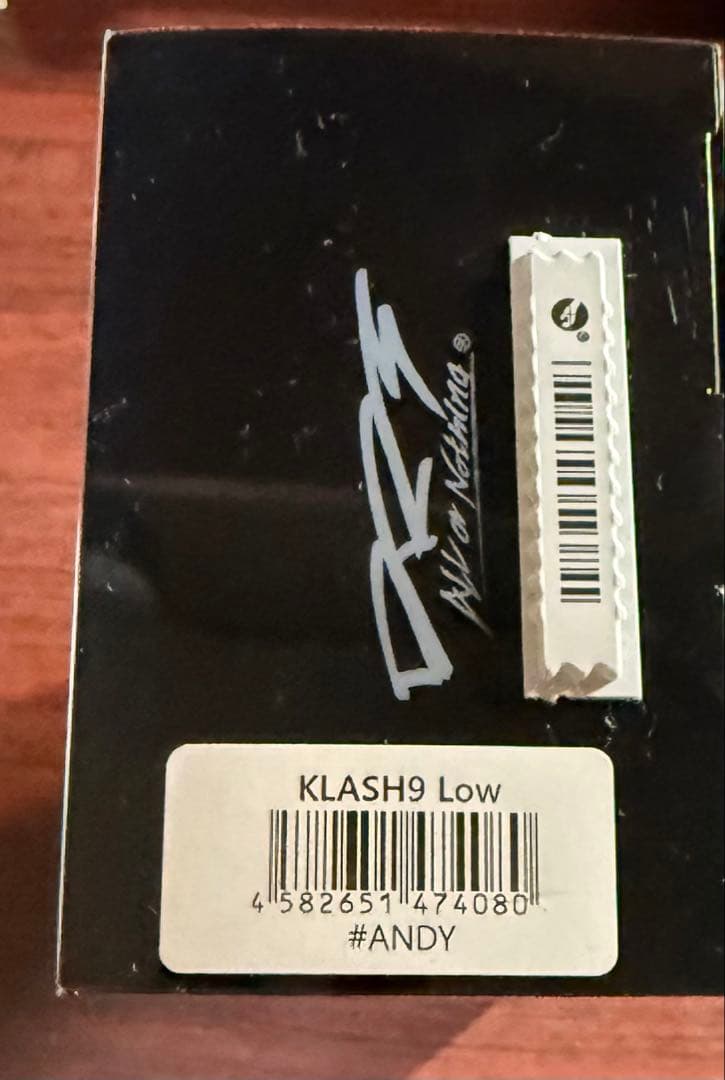 All or Nothing®
KLASH9 Low
4 582651 474080
#ANDY